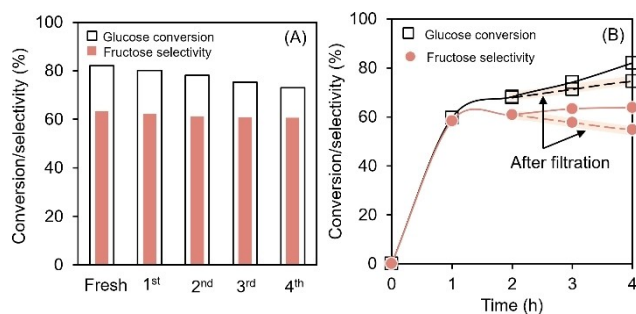 (A)
Glucose conversion
Fructose selectivity
Conversion/selectivity (%)
100
80
60
40
20
0
Fresh 1st 2nd 3rd 4th
(B)
Glucose conversion
Fructose selectivity
Conversion/selectivity (%)
100
80
60
40
20
0
After filtration
0 1 2 3 4
Time (h)